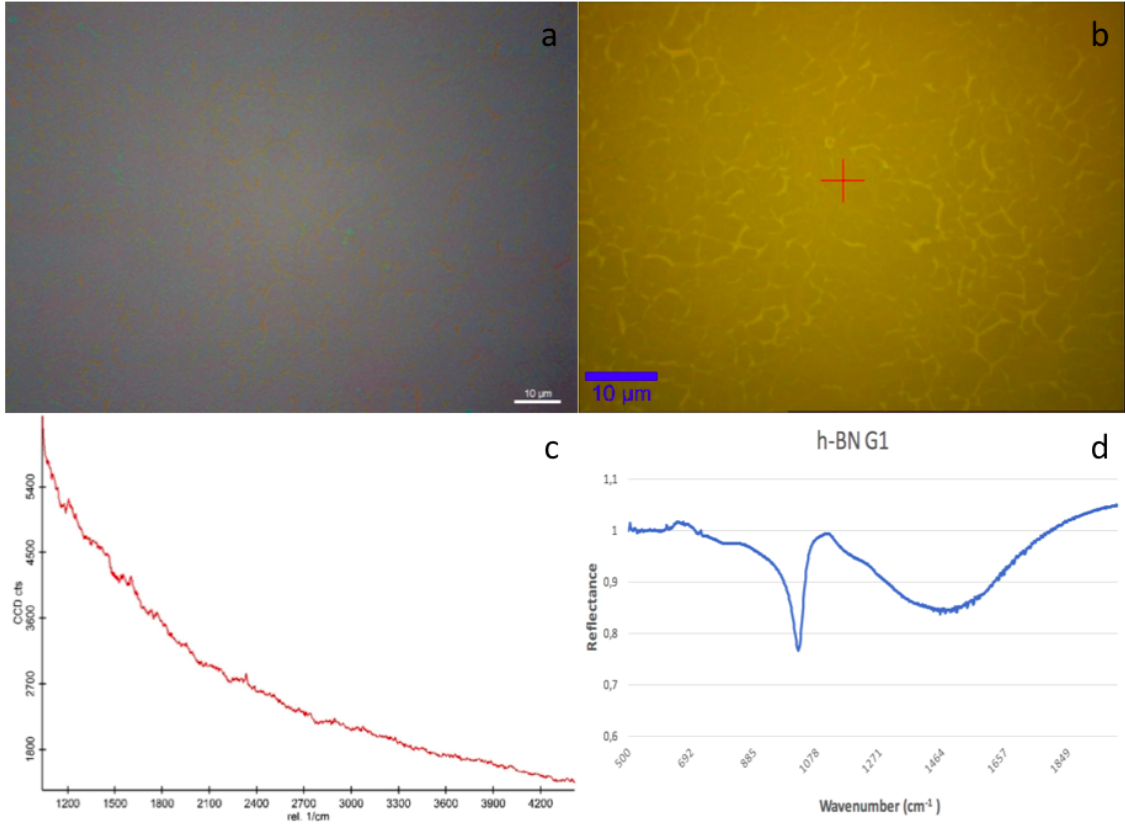 a
b
10 µm
10 µm
c
5400
4500
3600
2700
1800
CCD cts
1200 1500 1800 2100 2400 2700 3000 3300 3600 3900 4200
rel. 1/cm
h-BN G1
d
1,1
1
0,9
0,8
0,7
0,6
Reflectance
500 692 885 1078 1271 1464 1657 1849
Wavenumber (cm⁻¹ )